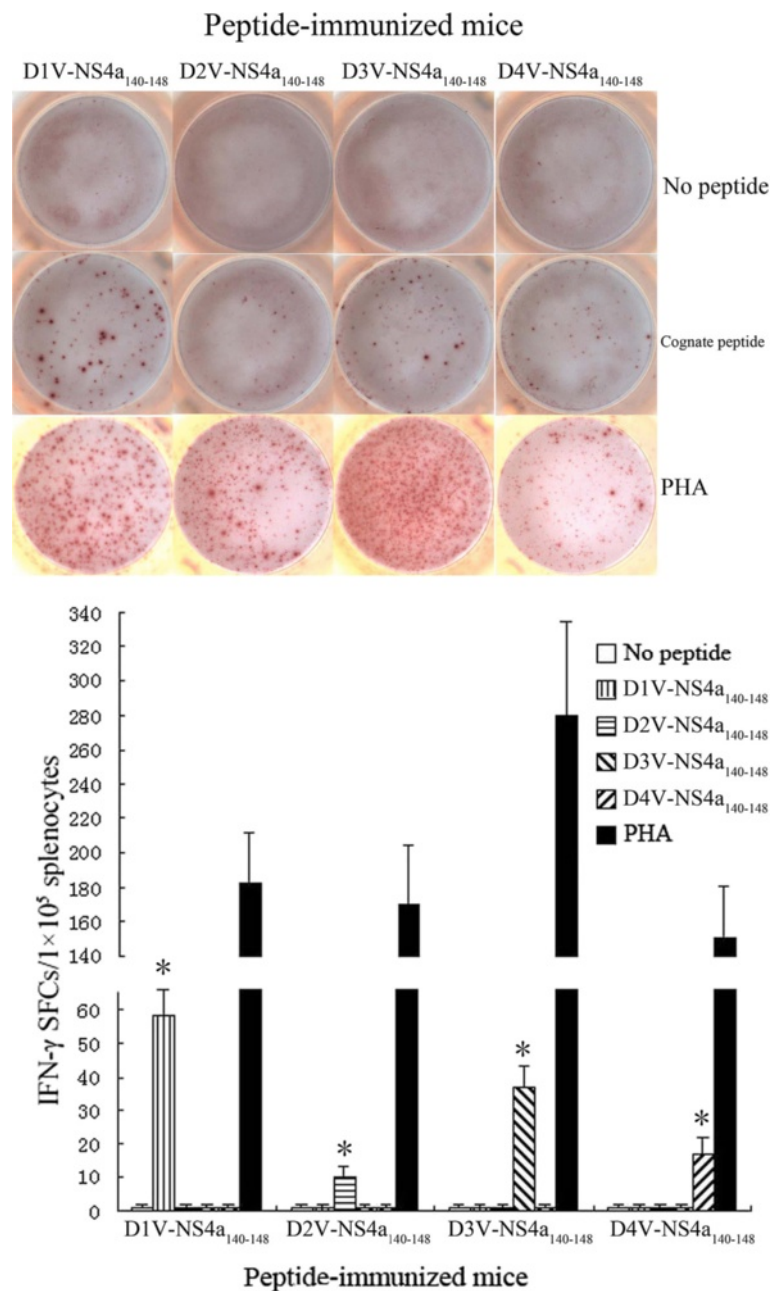 Peptide-immunized mice
D1V-NS4a140-148 D2V-NS4a140-148 D3V-NS4a140-148 D4V-NS4a140-148
No peptide
Cognate peptide
PHA
IFN-γ SFCs/1×10⁵ splenocytes
340
320
300
280
260
240
220
200
180
160
140
60
50
40
30
20
10
0
No peptide
D1V-NS4a140-148
D2V-NS4a140-148
D3V-NS4a140-148
D4V-NS4a140-148
PHA
*
*
*
*
D1V-NS4a140-148 D2V-NS4a140-148 D3V-NS4a140-148 D4V-NS4a140-148
Peptide-immunized mice